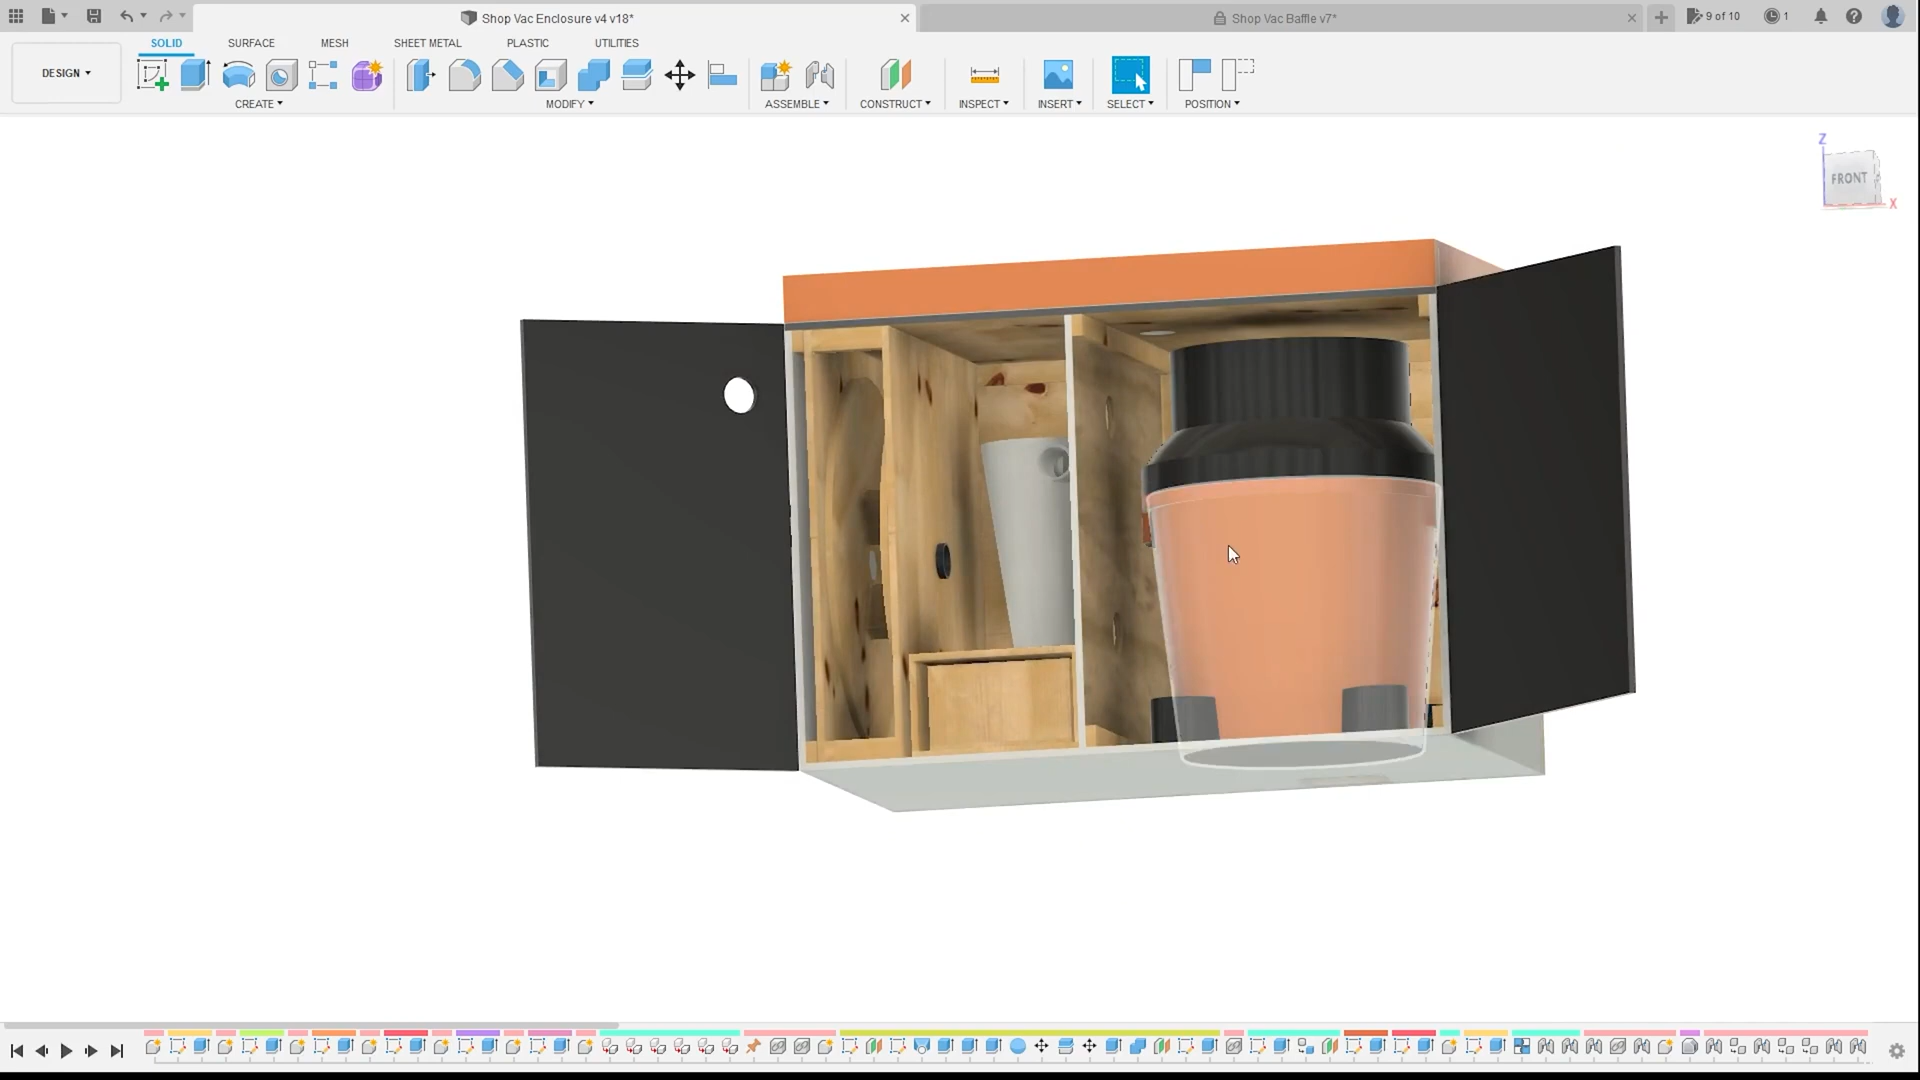 Shop Vac Enclosure v4 v18*
Shop Vac Baffle v7*
9 of 10
1
SOLID
SURFACE
MESH
SHEET METAL
PLASTIC
UTILITIES
DESIGN
CREATE
MODIFY
ASSEMBLE
CONSTRUCT
INSPECT
INSERT
SELECT
POSITION
Z
FRONT
X